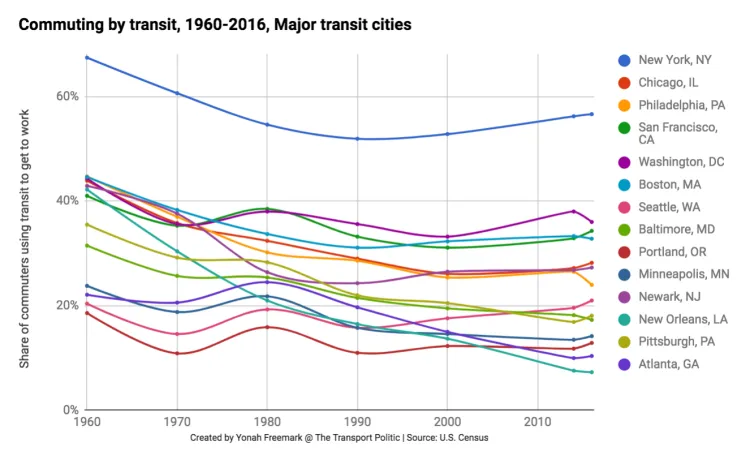 Commuting by transit, 1960-2016, Major transit cities
Share of commuters using transit to get to work
60%
40%
20%
0%
1960
1970
1980
1990
2000
2010
New York, NY
Chicago, IL
Philadelphia, PA
San Francisco,
CA
Washington, DC
Boston, MA
Seattle, WA
Baltimore, MD
Portland, OR
Minneapolis, MN
Newark, NJ
New Orleans, LA
Pittsburgh, PA
Atlanta, GA
Created by Yonah Freemark @ The Transport Politic | Source: U.S. Census